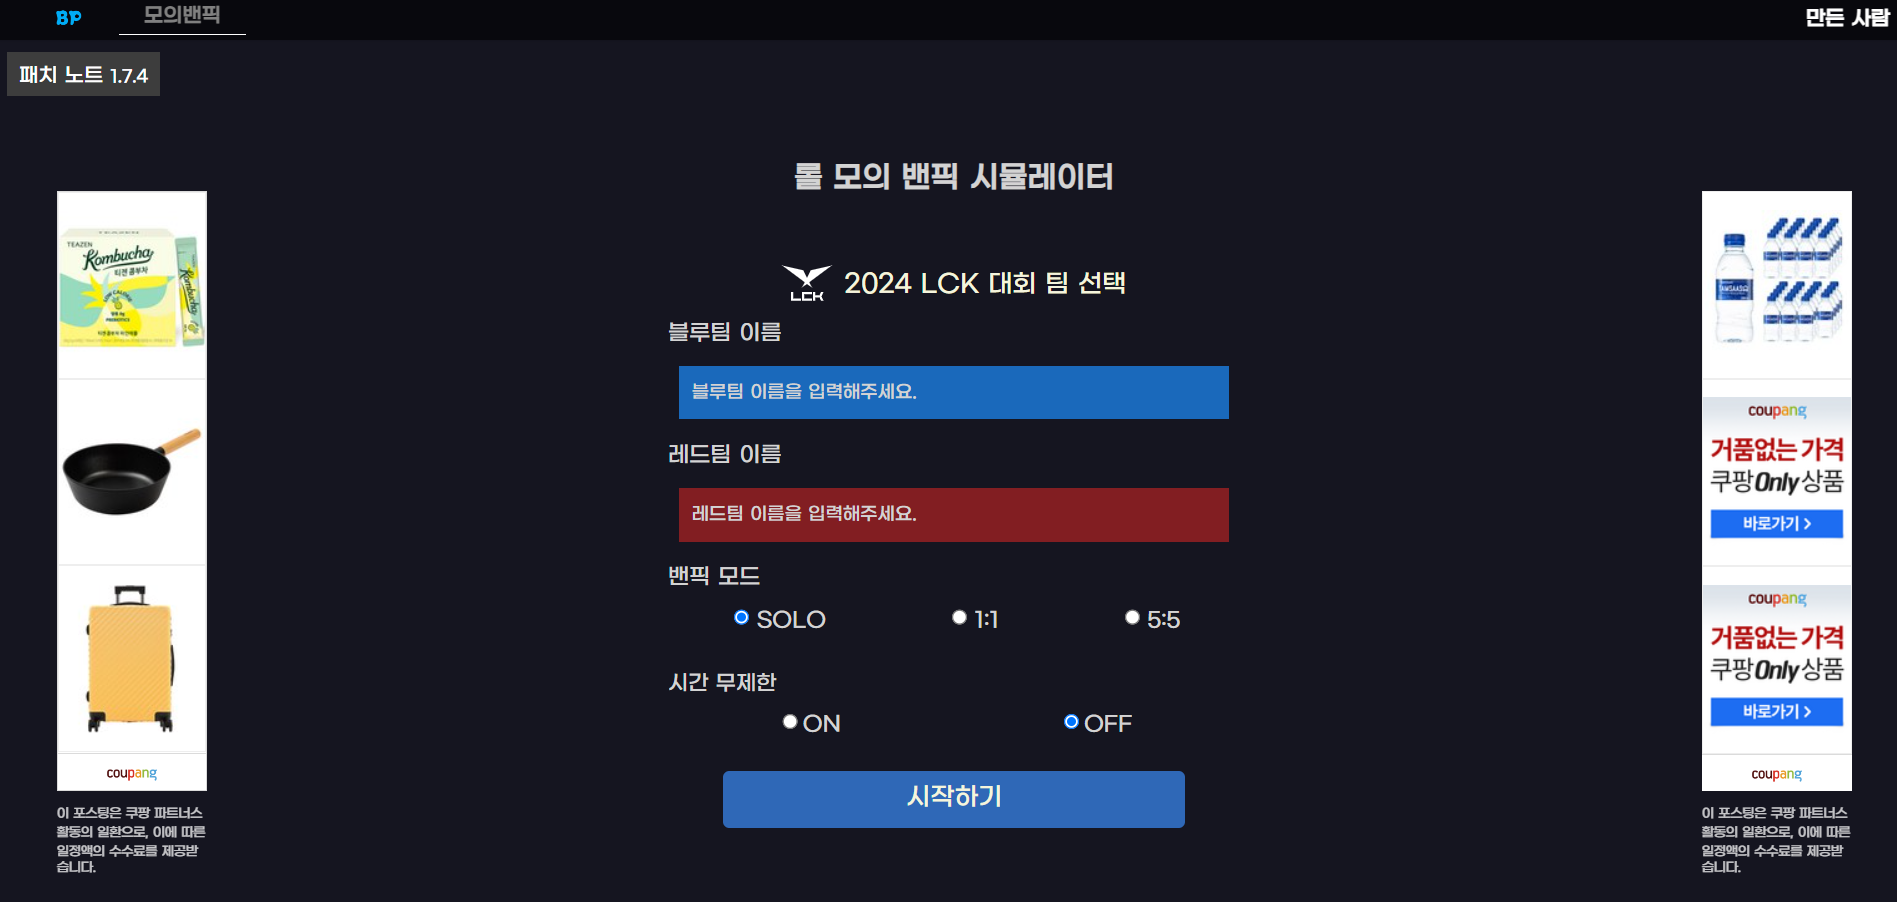 BP
모의밴픽
만든 사람
패치 노트 1.7.4
롤 모의 밴픽 시뮬레이터
LCK
2024 LCK 대회 팀 선택
블루팀 이름
블루팀 이름을 입력해주세요.
레드팀 이름
레드팀 이름을 입력해주세요.
밴픽 모드
SOLO
1:1
5:5
시간 무제한
ON
OFF
시작하기
TEAZEN
Kombucha
티젠 콤부차
LOW CALORIE
PREBIOTICS
Kombucha
coupang
이 포스팅은 쿠팡 파트너스
활동의 일환으로, 이에 따른
일정액의 수수료를 제공받
습니다.
coupang
거품없는 가격
쿠팡Only상품
바로가기
coupang
거품없는 가격
쿠팡Only상품
바로가기
coupang
이 포스팅은 쿠팡 파트너스
활동의 일환으로, 이에 따른
일정액의 수수료를 제공받
습니다.